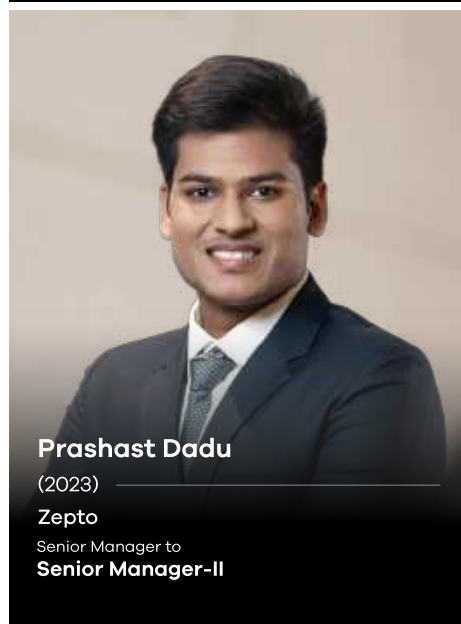 Prashast Dadu
(2023)
Zepto
Senior Manager to
Senior Manager-II